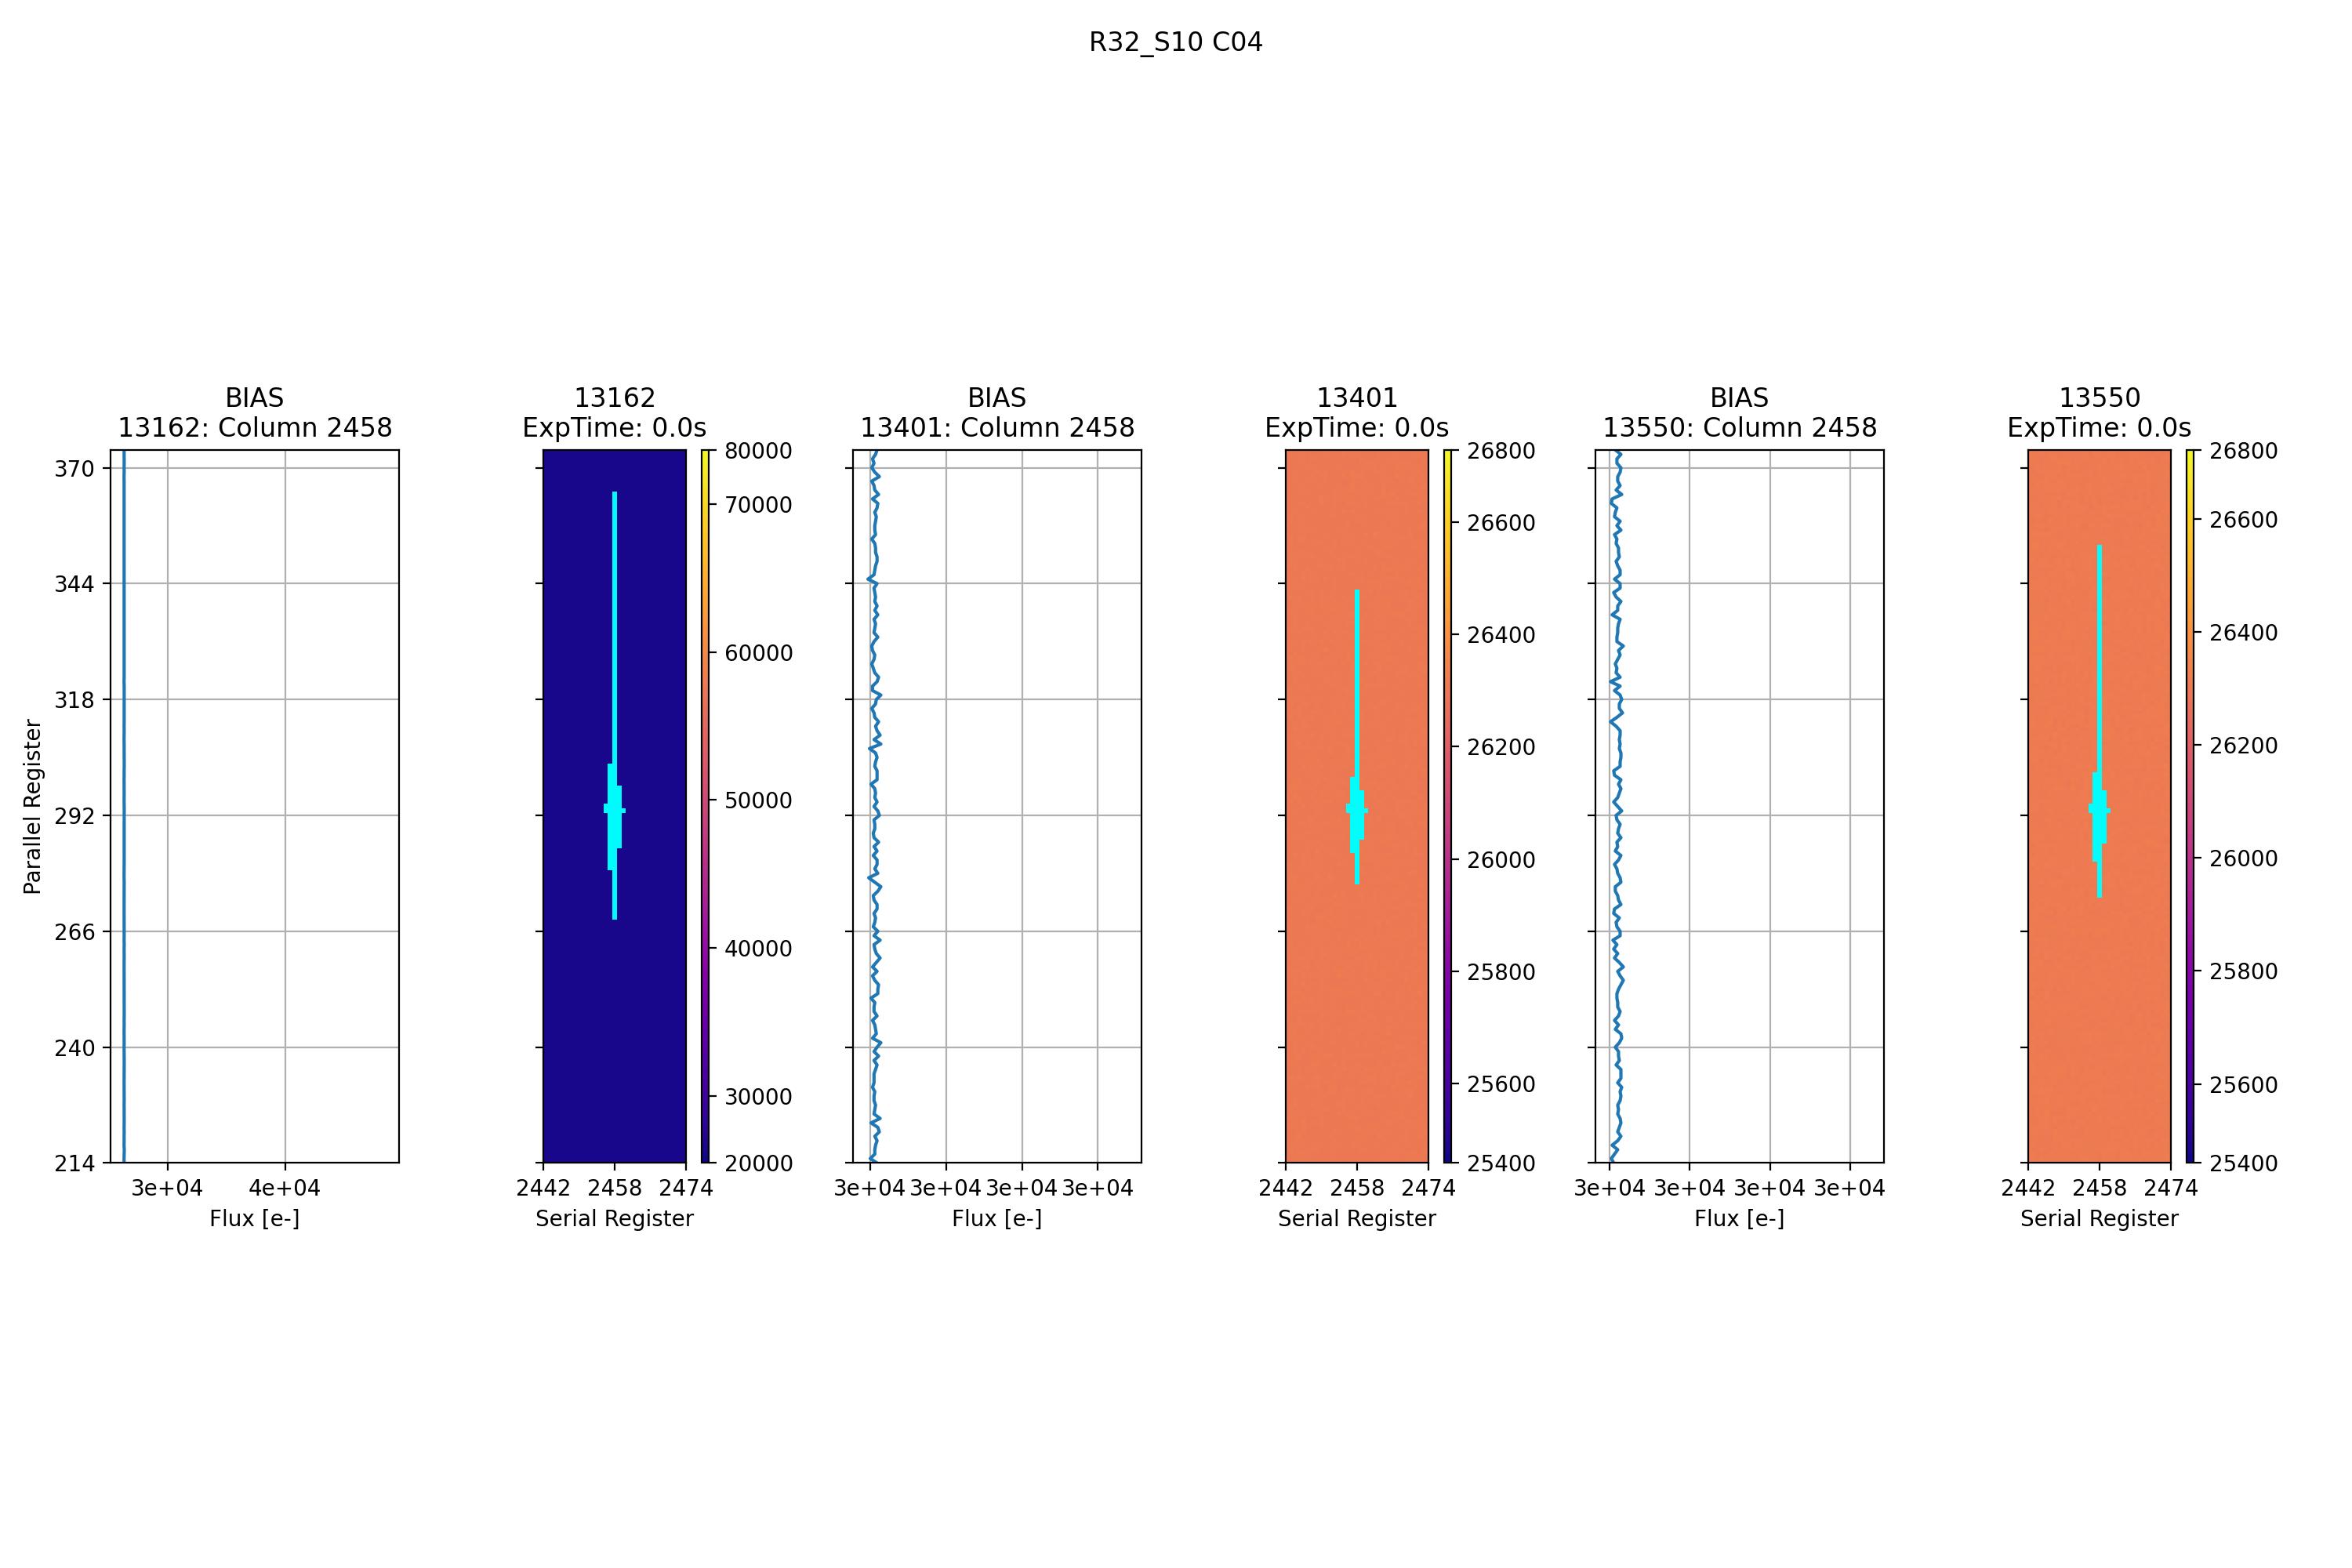 R32_S10 C04
BIAS
13162: Column 2458
13162
ExpTime: 0.0s
BIAS
13401: Column 2458
13401
ExpTime: 0.0s
BIAS
13550: Column 2458
13550
ExpTime: 0.0s
Parallel Register
370
344
318
292
266
240
214
3e+04 4e+04
Flux [e-]
80000
70000
60000
50000
40000
30000
20000
2442 2458 2474
Serial Register
3e+04 3e+04 3e+04 3e+04
Flux [e-]
26800
26600
26400
26200
26000
25800
25600
25400
2442 2458 2474
Serial Register
3e+04 3e+04 3e+04 3e+04
Flux [e-]
26800
26600
26400
26200
26000
25800
25600
25400
2442 2458 2474
Serial Register